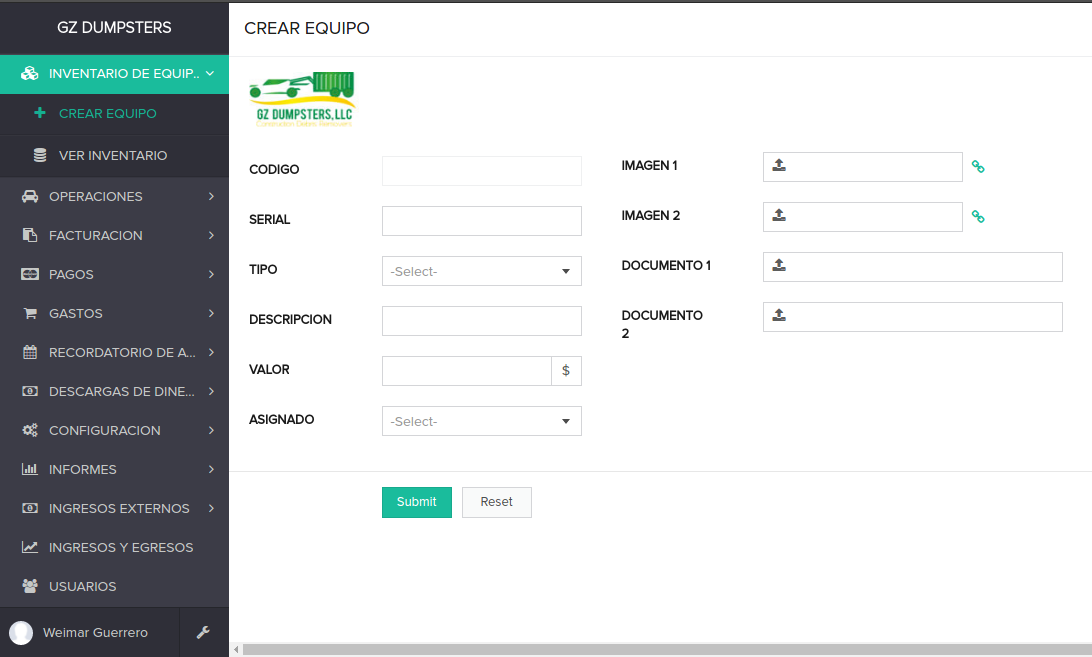 GZ DUMPSTERS
INVENTARIO DE EQUIP..
CREAR EQUIPO
VER INVENTARIO
OPERACIONES
FACTURACION
PAGOS
GASTOS
RECORDATORIO DE A...
DESCARGAS DE DINE...
CONFIGURACION
INFORMES
INGRESOS EXTERNOS
INGRESOS Y EGRESOS
USUARIOS
Weimar Guerrero
CREAR EQUIPO
GZ DUMPSTERS, LLC
CODIGO
SERIAL
TIPO
-Select-
DESCRIPCION
VALOR
$
ASIGNADO
-Select-
IMAGEN 1
IMAGEN 2
DOCUMENTO 1
DOCUMENTO
2
Submit
Reset